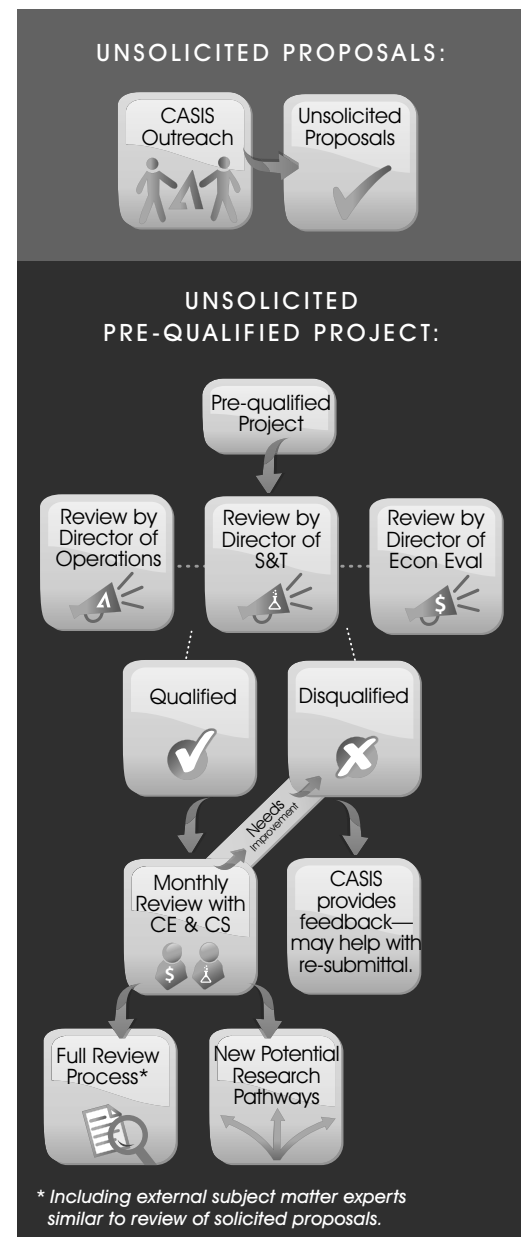 UNSOLICITED PROPOSALS:
CASIS
Outreach
Unsolicited
Proposals
UNSOLICITED
PRE-QUALIFIED PROJECT:
Pre-qualified
Project
Review by
Director of
Operations
Review by
Director of
S&T
Review by
Director of
Econ Eval
$
Qualified
Disqualified
Needs
Improvement
Monthly
Review with
CE & CS
$
CASIS
provides
feedback—
may help with
re-submittal.
Full Review
Process*
New Potential
Research
Pathways
* Including external subject matter experts
similar to review of solicited proposals.